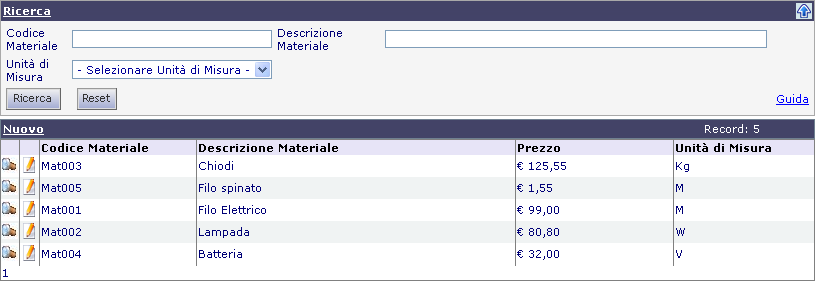 Ricerca
Codice Materiale Descrizione Materiale
Unità di Misura - Selezionare Unità di Misura -
Ricerca Reset Guida
Nuovo Record: 5
Codice Materiale Descrizione Materiale Prezzo Unità di Misura
Mat003 Chiodi € 125,55 Kg
Mat005 Filo spinato € 1,55 M
Mat001 Filo Elettrico € 99,00 M
Mat002 Lampada € 80,80 W
Mat004 Batteria € 32,00 V
1